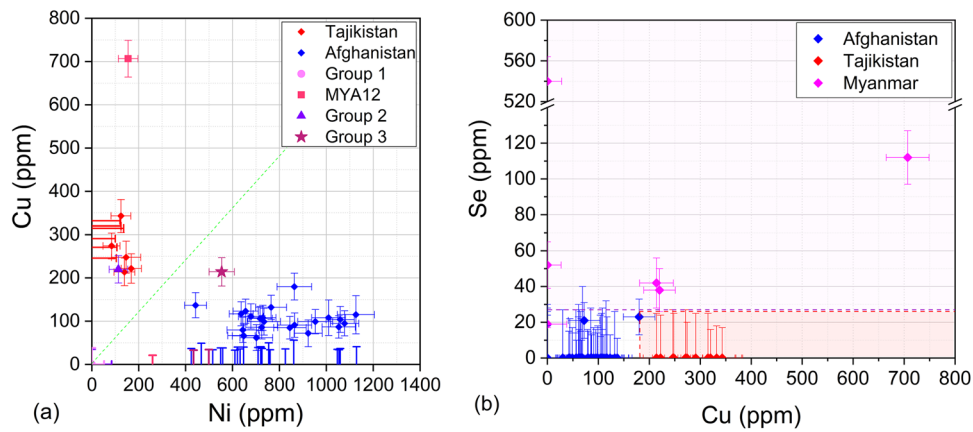 800
700
600
500
400
300
200
100
0
Cu (ppm)
0 200 400 600 800 1000 1200 1400
Ni (ppm)
(a)
Tajikistan
Afghanistan
Group 1
MYA12
Group 2
Group 3
600
560
520
120
100
80
60
40
20
0
Se (ppm)
0 100 200 300 400 500 600 700 800
Cu (ppm)
(b)
Afghanistan
Tajikistan
Myanmar